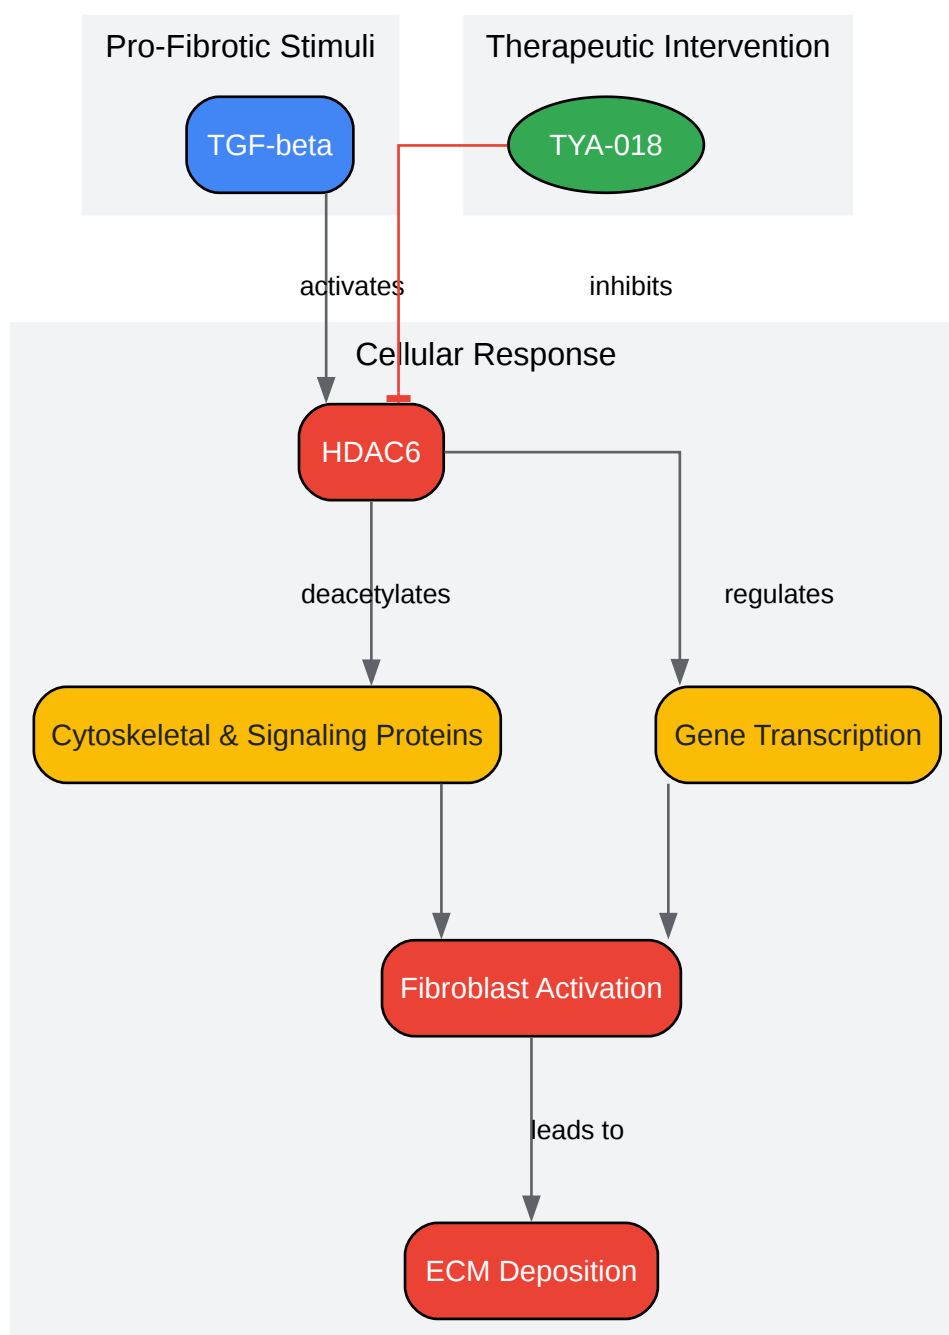 Pro-Fibrotic Stimuli
Therapeutic Intervention
TGF-beta
TYA-018
activates
inhibits
Cellular Response
HDAC6
deacetylates
regulates
Cytoskeletal & Signaling Proteins
Gene Transcription
Fibroblast Activation
leads to
ECM Deposition